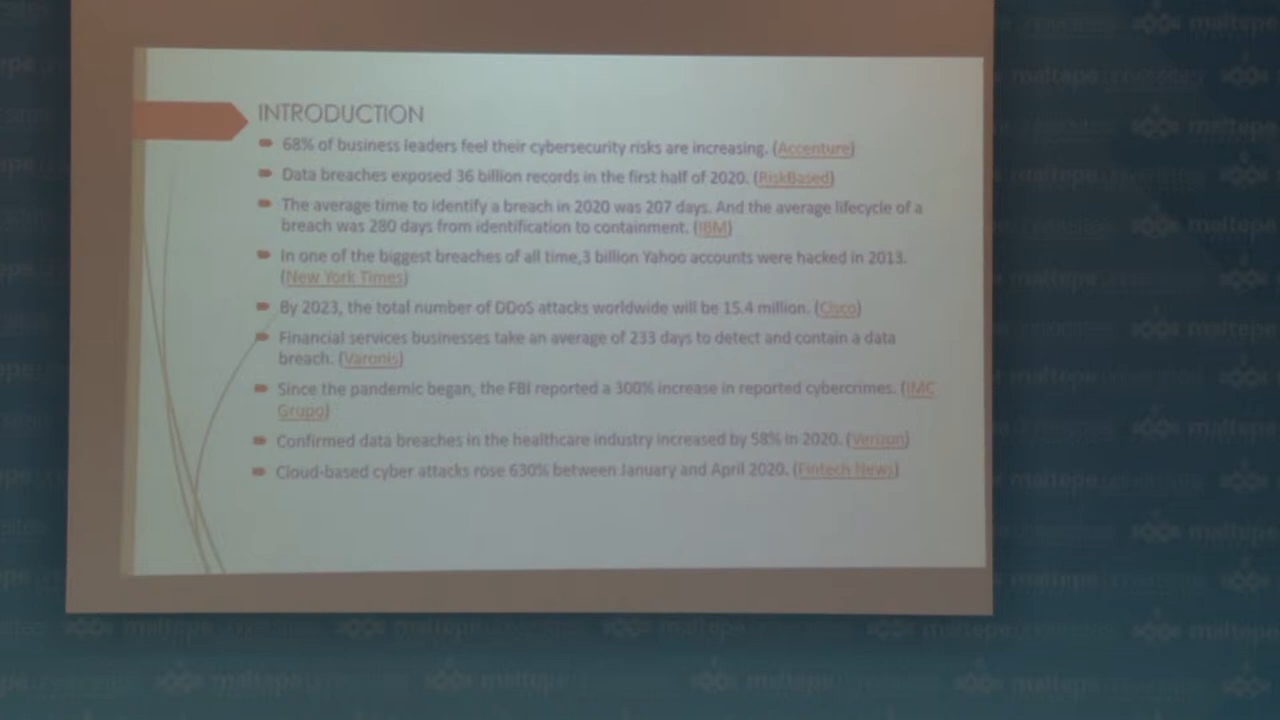 INTRODUCTION
68% of business leaders feel their cybersecurity risks are increasing. (Accenture)
Data breaches exposed 36 billion records in the first half of 2020. (RiskBased)
The average time to identify a breach in 2020 was 207 days. And the average lifecycle of a
breach was 280 days from identification to containment. (IBM)
In one of the biggest breaches of all time,3 billion Yahoo accounts were hacked in 2013.
(New York Times)
By 2023, the total number of DDoS attacks worldwide will be 15.4 million. (Cisco)
Financial services businesses take an average of 233 days to detect and contain a data
breach. (Varonis)
Since the pandemic began, the FBI reported a 300% increase in reported cybercrimes. (IMC
Grupo)
Confirmed data breaches in the healthcare industry increased by 58% in 2020. (Verizon)
Cloud-based cyber attacks rose 630% between January and April 2020. (Fintech News)
maltepe
maltepe
maltepe
maltepe
maltepe
maltepe